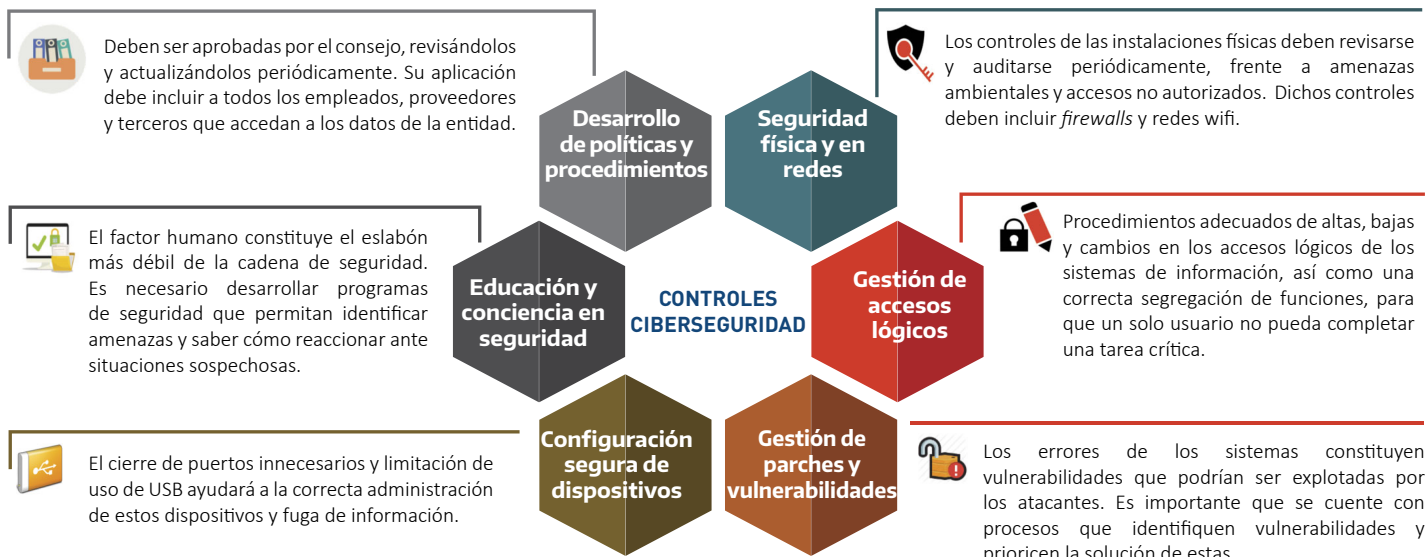 Deben ser aprobadas por el consejo, revisándolos
y actualizándolos periódicamente. Su aplicación
debe incluir a todos los empleados, proveedores
y terceros que accedan a los datos de la entidad.
Desarrollo
de políticas y
procedimientos
Seguridad
física y en
redes
Los controles de las instalaciones físicas deben revisarse
y auditarse periódicamente, frente a amenazas
ambientales y accesos no autorizados. Dichos controles
deben incluir firewalls y redes wifi.
El factor humano constituye el eslabón
más débil de la cadena de seguridad.
Es necesario desarrollar programas
de seguridad que permitan identificar
amenazas y saber cómo reaccionar ante
situaciones sospechosas.
Educación y
conciencia en
seguridad
CONTROLES
CIBERSEGURIDAD
Gestión de
accesos
lógicos
Procedimientos adecuados de altas, bajas
y cambios en los accesos lógicos de los
sistemas de información, así como una
correcta segregación de funciones, para
que un solo usuario no pueda completar
una tarea crítica.
El cierre de puertos innecesarios y limitación de
uso de USB ayudará a la correcta administración
de estos dispositivos y fuga de información.
Configuración
segura de
dispositivos
Gestión de
parches y
vulnerabilidades
Los errores de los sistemas constituyen
vulnerabilidades que podrían ser explotadas por
los atacantes. Es importante que se cuente con
procesos que identifiquen vulnerabilidades y
prioricen la solución de estas